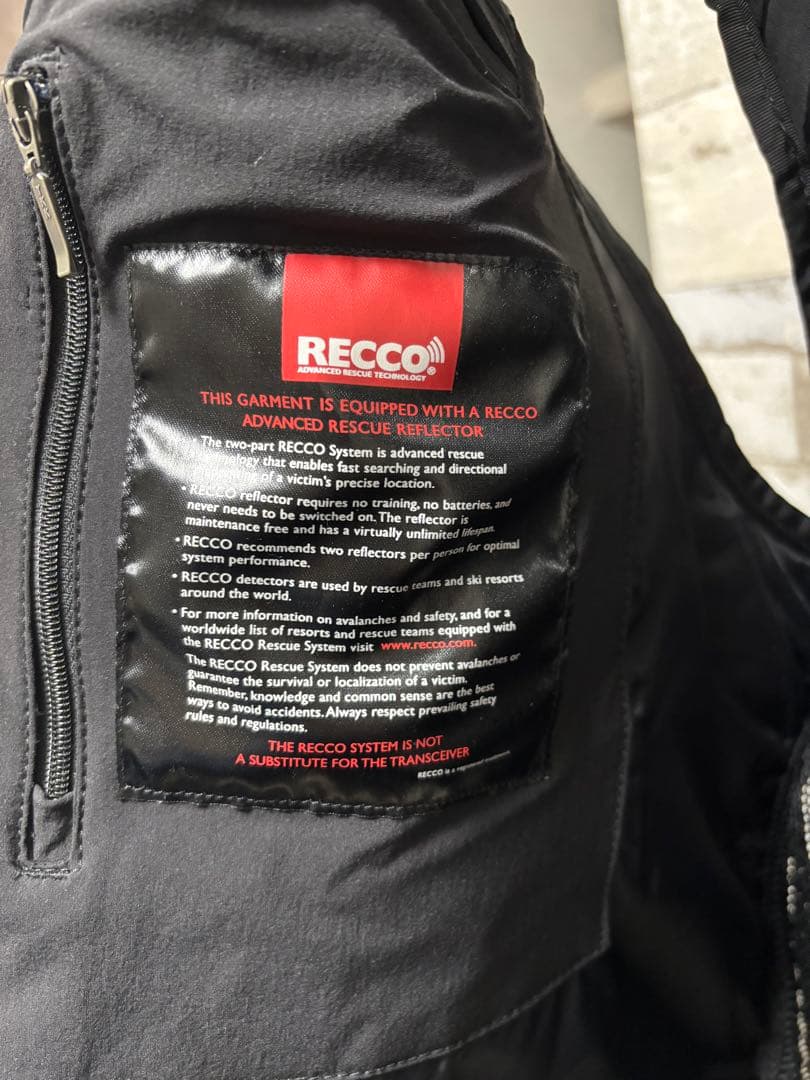 RECCO®
ADVANCED RESCUE TECHNOLOGY
THIS GARMENT IS EQUIPPED WITH A RECCO
ADVANCED RESCUE REFLECTOR
The two-part RECCO System is advanced rescue
that enables fast searching and directional
of a victim's precise location.
• RECCO reflector requires no training, no batteries, and
never needs to be switched on. The reflector is
maintenance free and has a virtually unlimited lifespan.
• RECCO recommends two reflectors per person for optimal
system performance.
• RECCO detectors are used by rescue teams and ski resorts
around the world.
• For more information on avalanches and safety, and for a
worldwide list of resorts and rescue teams equipped with
the RECCO Rescue System visit www.recco.com.
The RECCO Rescue System does not prevent avalanches or
guarantee the survival or localization of a victim.
Remember, knowledge and common sense are the best
ways to avoid accidents. Always respect prevailing safety
rules and regulations.
THE RECCO SYSTEM IS NOT
A SUBSTITUTE FOR THE TRANSCEIVER
RECCO is a registered